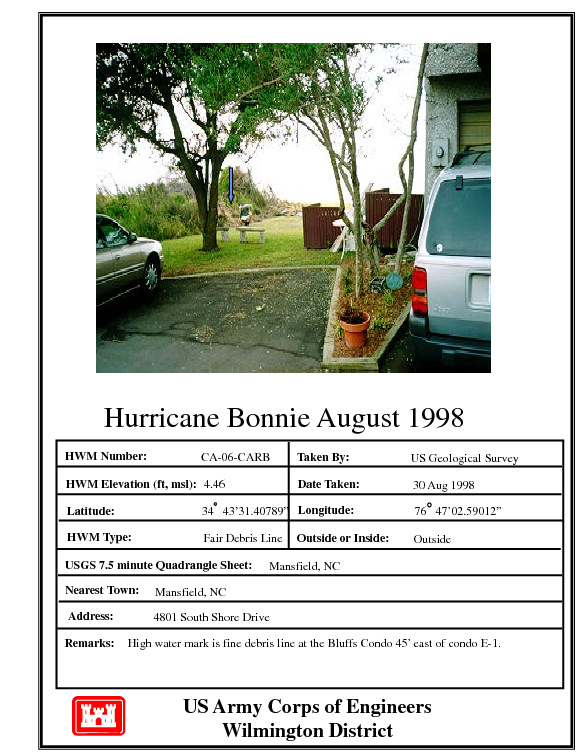 Hurricane Bonnie August 1998
HWM Number: CA-06-CARB Taken By: US Geological Survey
HWM Elevation (ft, msl): 4.46 Date Taken: 30 Aug 1998
Latitude: 34° 43’31.40789” Longitude: 76° 47’02.59012”
HWM Type: Fair Debris Line Outside or Inside: Outside
USGS 7.5 minute Quadrangle Sheet: Mansfield, NC
Nearest Town: Mansfield, NC
Address: 4801 South Shore Drive
Remarks: High water mark is fine debris line at the Bluffs Condo 45’ east of condo E-1.
US Army Corps of Engineers
Wilmington District